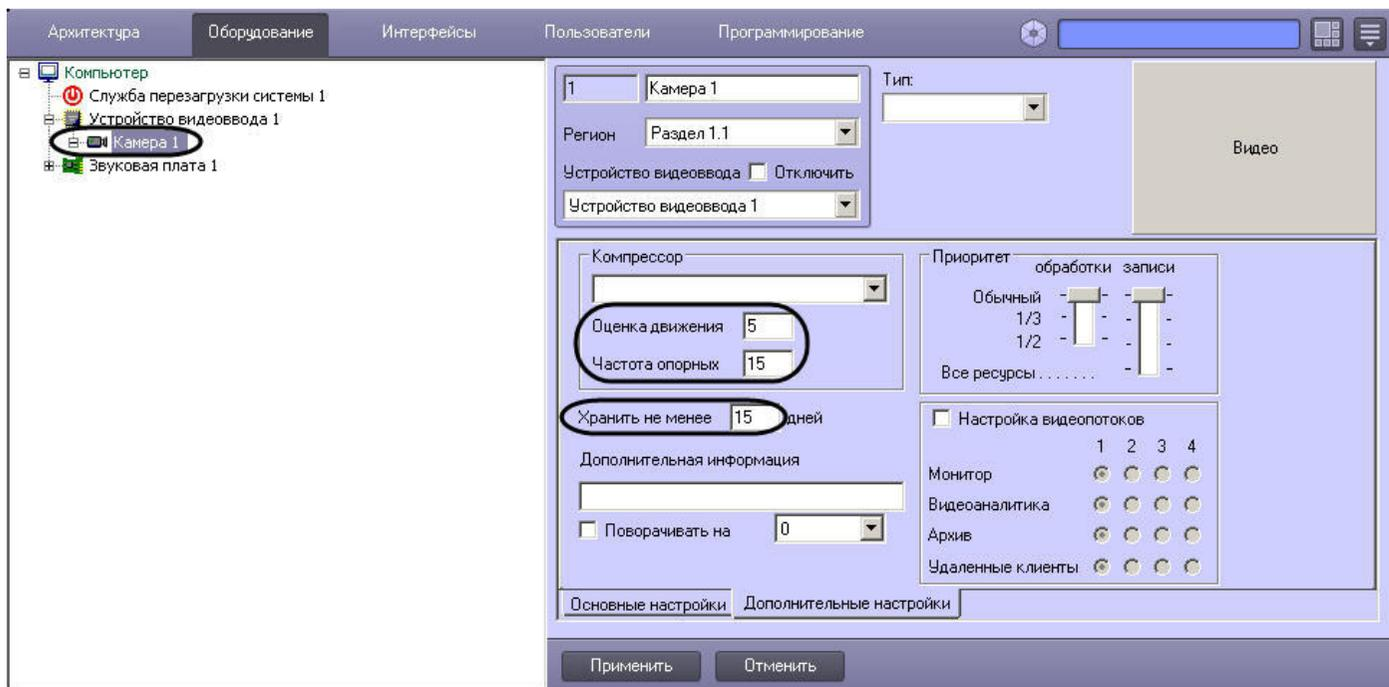 Архитектура Оборудование Интерфейсы Пользователи Программирование
Компьютер
Служба перезагрузки системы 1
Устройство видеоввода 1
Камера 1
Звуковая плата 1
1 Камера 1
Регион Раздел 1.1
Устройство видеоввода Отключить
Устройство видеоввода 1
Тип:
Видео
Компрессор
Оценка движения 5
Частота опорных 15
Хранить не менее 15 дней
Дополнительная информация
Поворачивать на 0
Приоритет
обработки записи
Обычный
1/3
1/2
Все ресурсы.......
Настройка видеопотоков
1 2 3 4
Монитор
Видеоаналитика
Архив
Удаленные клиенты
Основные настройки Дополнительные настройки
Применить Отменить